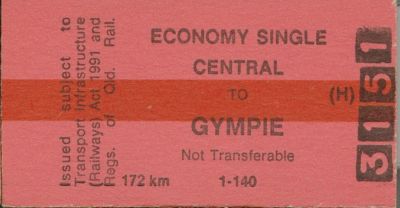 Issued subject to
Transport Infrastructure
(Railways) Act 1991 and
Regs. of Qld. Rail.
ECONOMY SINGLE
CENTRAL
TO
(H)
GYMPIE
Not Transferable
172 km 1-140
3151